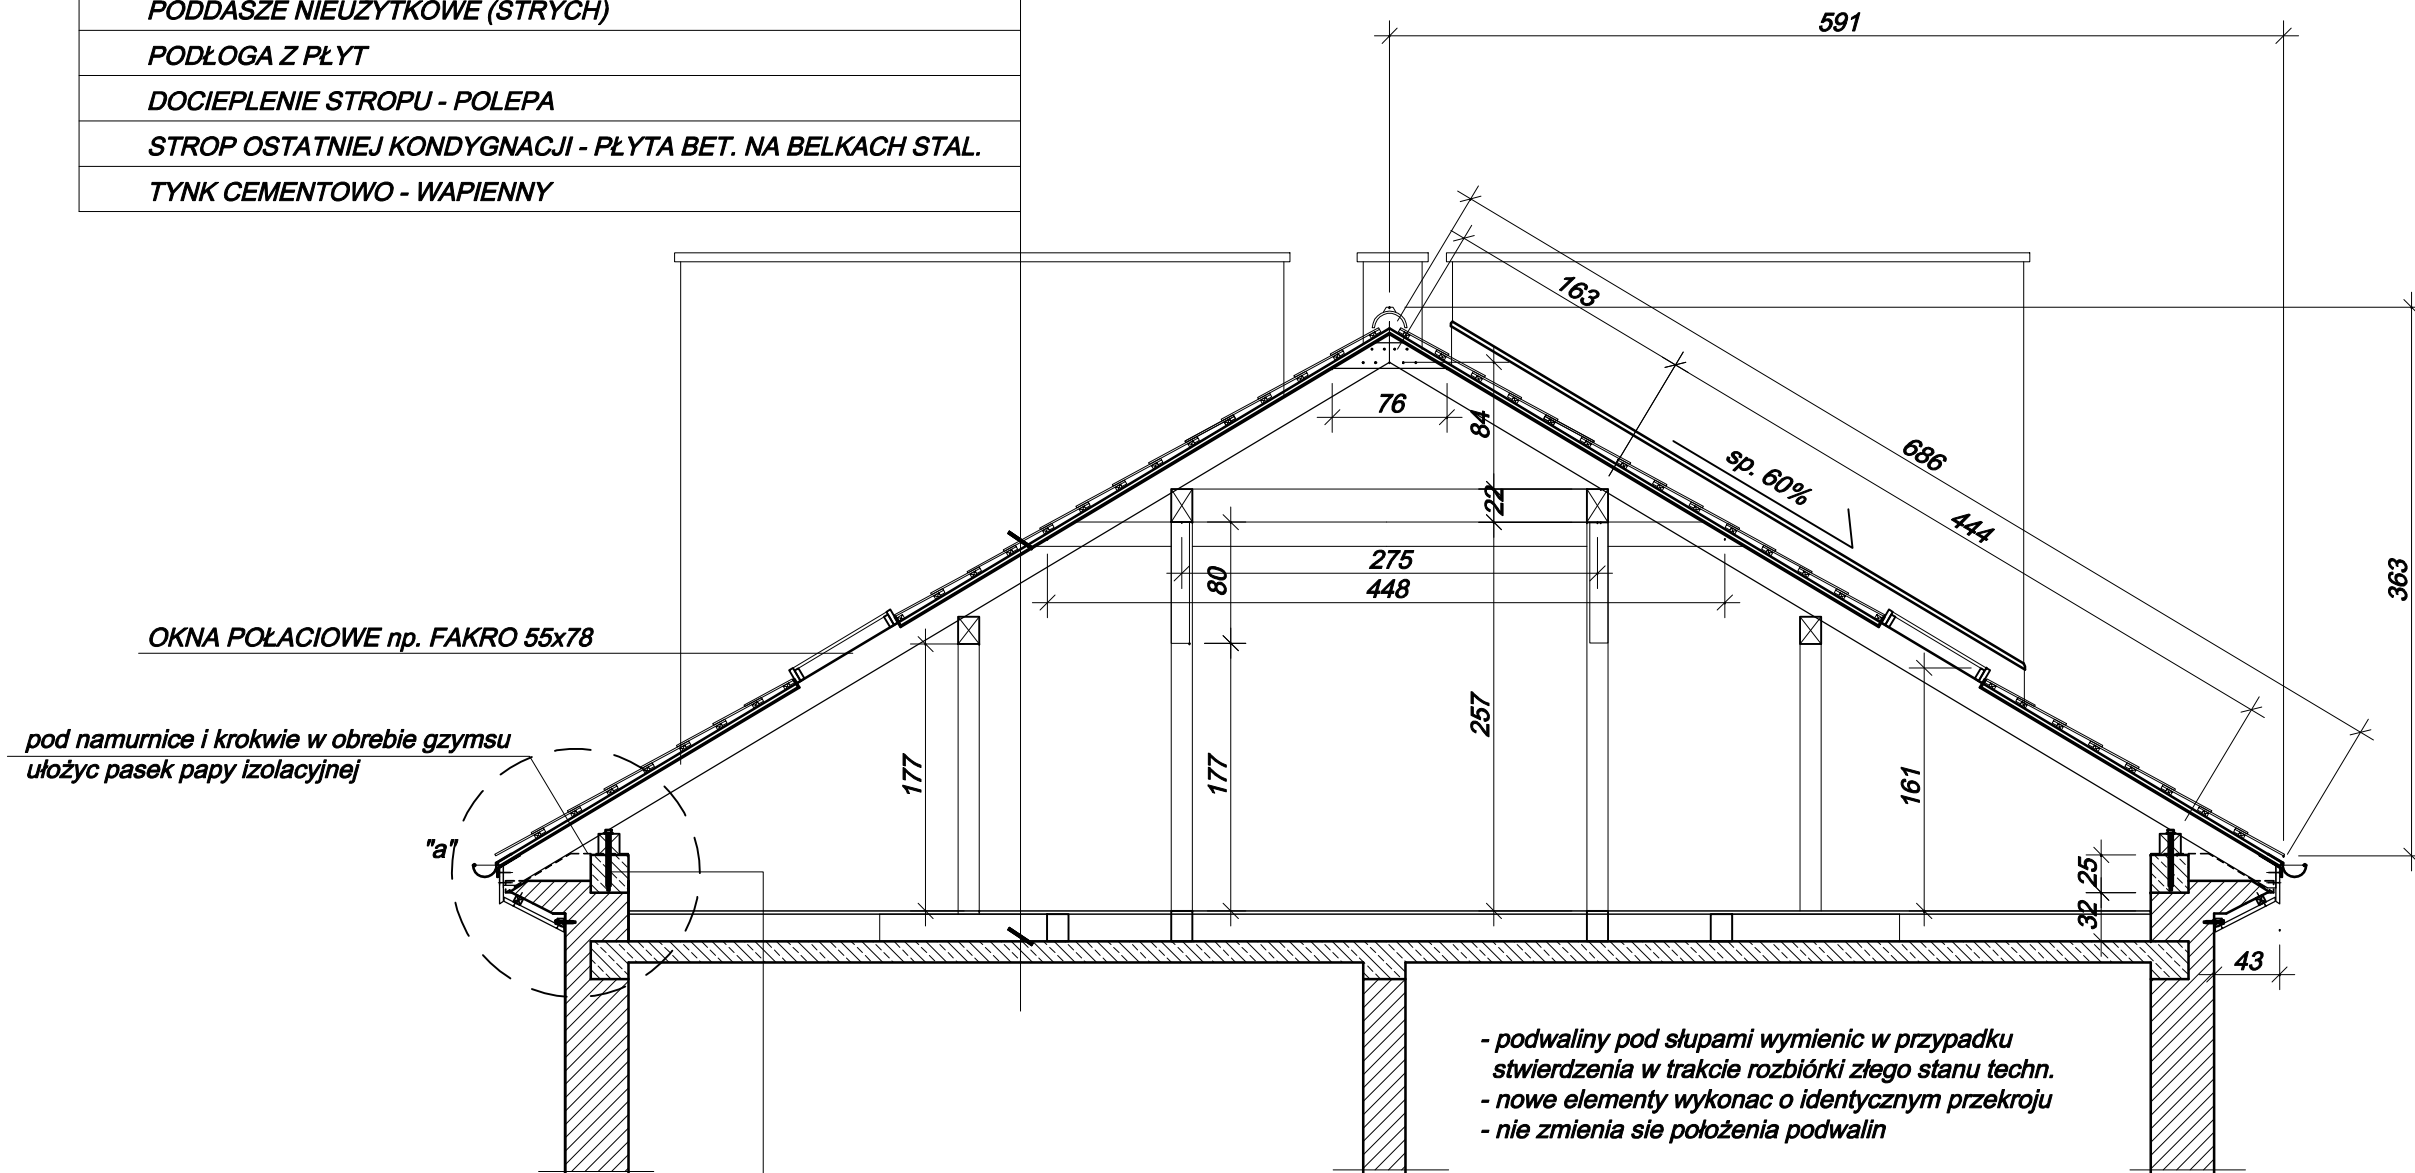 PODDASZE NIEUŻYTKOWE (STRYCH)
PODŁOGA Z PŁYT
DOCIEPLENIE STROPU - POLEPA
STROP OSTATNIEJ KONDYGNACJI - PŁYTA BET. NA BELKACH STAL.
TYNK CEMENTOWO - WAPIENNY
591
163
76
84
686
sp. 60%
22
444
275
80
448
363
OKNA POŁACIOWE np. FAKRO 55x78
257
pod namurnice i krokwie w obrebie gzymsu
ułożyc pasek papy izolacyjnej
177
177
161
"a"
25
32
43
- podwaliny pod słupami wymienic w przypadku
stwierdzenia w trakcie rozbiórki złego stanu techn.
- nowe elementy wykonac o identycznym przekroju
- nie zmienia sie położenia podwalin